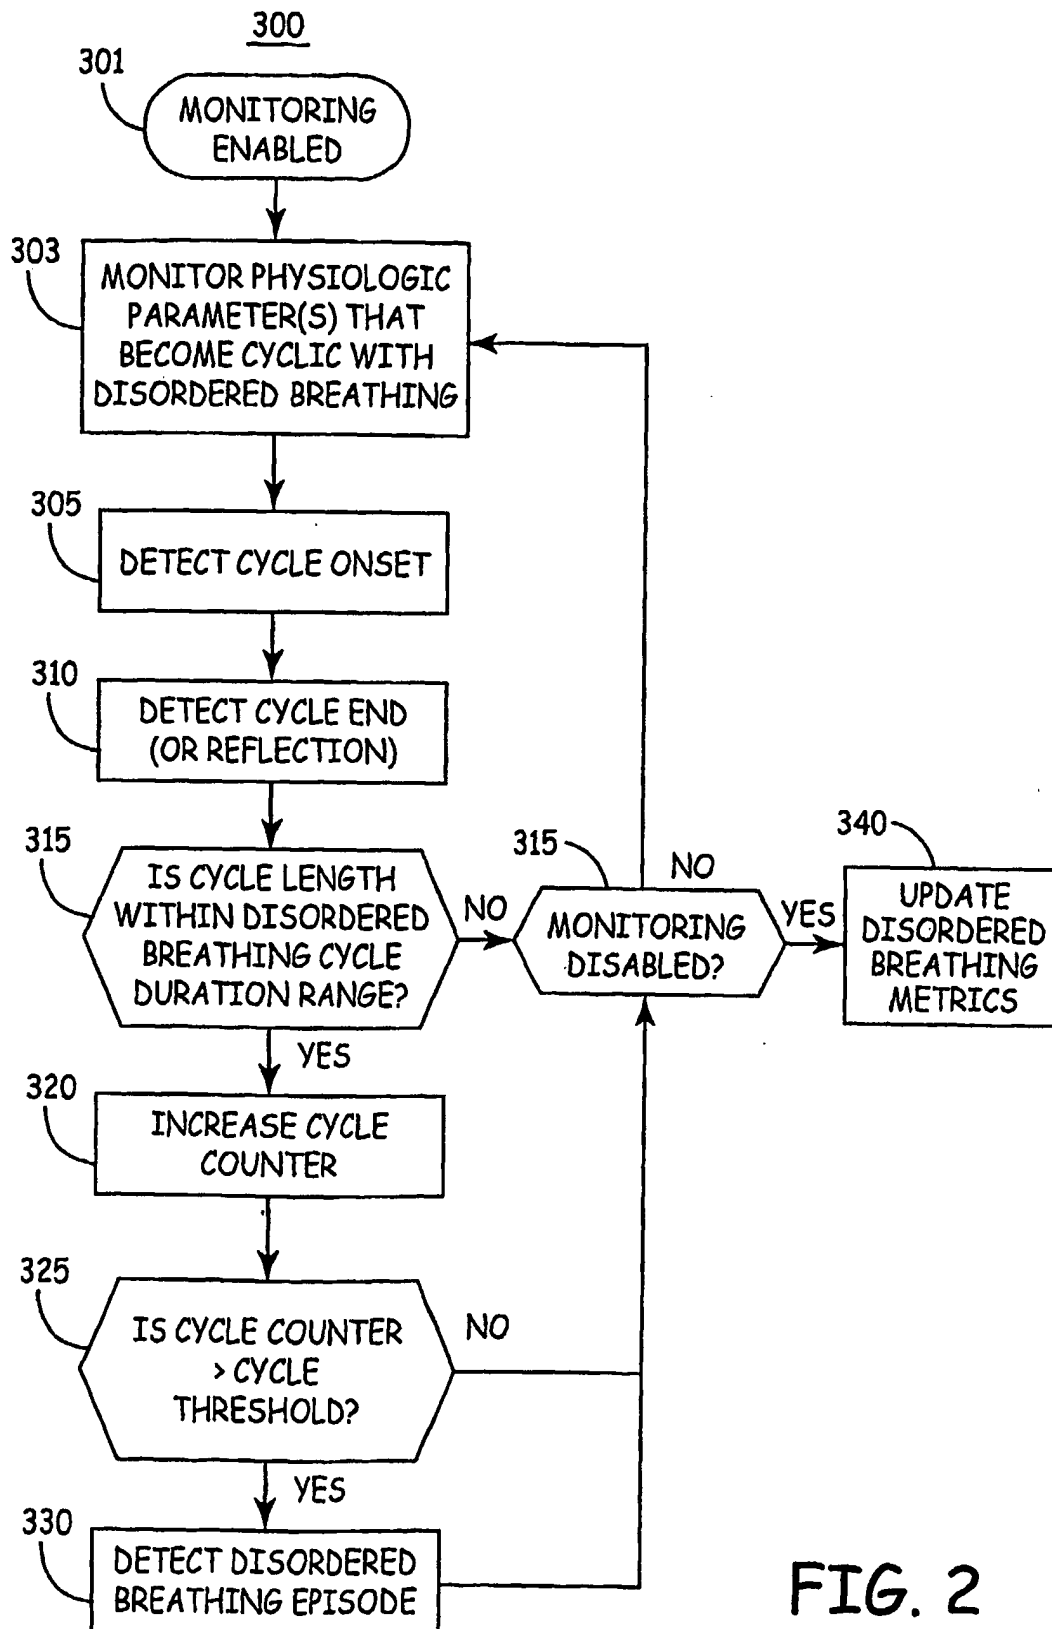 300
301
MONITORING
ENABLED
303
MONITOR PHYSIOLOGIC
PARAMETER(S) THAT
BECOME CYCLIC WITH
DISORDERED BREATHING
305
DETECT CYCLE ONSET
310
DETECT CYCLE END
(OR REFLECTION)
315
IS CYCLE LENGTH
WITHIN DISORDERED
BREATHING CYCLE
DURATION RANGE?
NO
315
MONITORING
DISABLED?
NO
YES
340
UPDATE
DISORDERED
BREATHING
METRICS
YES
320
INCREASE CYCLE
COUNTER
325
IS CYCLE COUNTER
> CYCLE
THRESHOLD?
NO
YES
330
DETECT DISORDERED
BREATHING EPISODE
FIG. 2